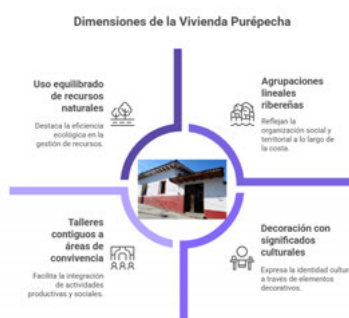 Dimensiones de la Vivienda Purépecha
Uso equilibrado
de recursos
naturales
Destaca la eficiencia
ecológica en la
gestión de recursos.
Agrupaciones
lineales
ribereñas
Reflejan la
organización social y
territorial a lo largo de
la costa.
Talleres
contiguos a
áreas de
convivencia
Facilita la integración
de actividades
productivas y sociales.
Decoración con
significados
culturales
Expresa la identidad cultur
a través de elementos
decorativos.